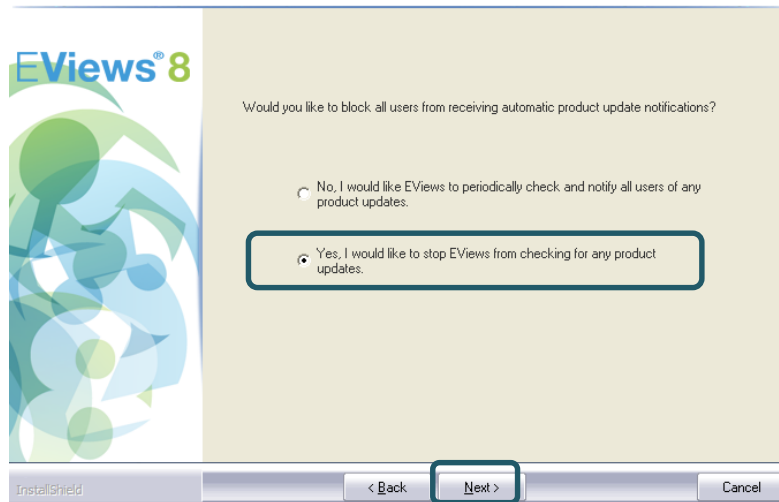 EViews® 8
Would you like to block all users from receiving automatic product update notifications?
No, I would like EViews to periodically check and notify all users of any
product updates.
Yes, I would like to stop EViews from checking for any product
updates.
InstallShield
< Back
Next >
Cancel